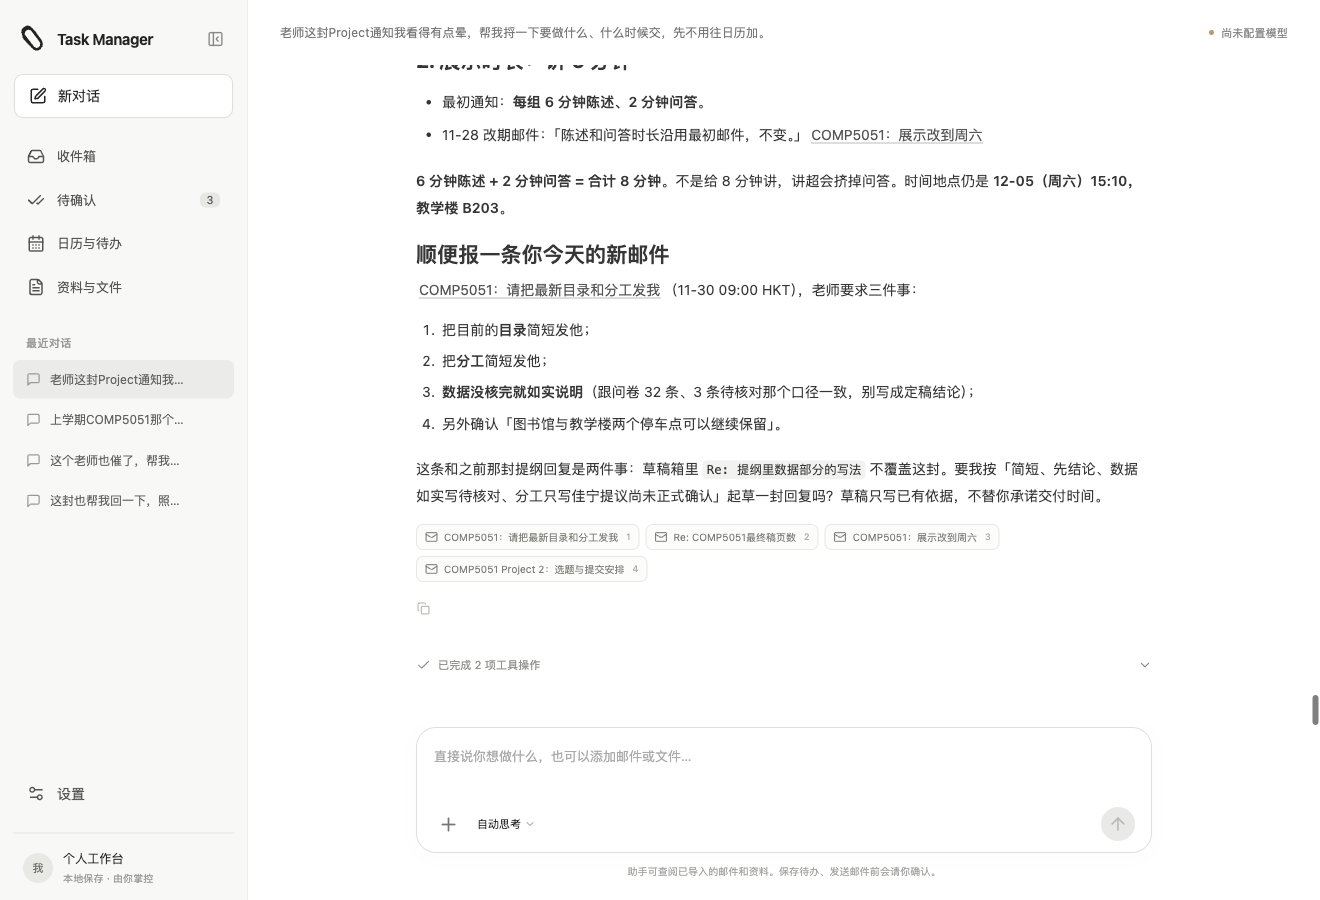 Task Manager
新对话
收件箱
待确认
3
日历与待办
资料与文件
最近对话
老师这封Project通知我...
上学期COMP5051那个...
这个老师也催了，帮我...
这封也帮我回一下，照...
设置
我
个人工作台
本地保存 · 由你掌控
老师这封Project通知我看得有点晕，帮我捋一下要做什么、什么时候交，先不用往日历加。
尚未配置模型
• 最初通知：每组 6 分钟陈述、2 分钟问答。
• 11-28 改期邮件：「陈述和问答时长沿用最初邮件，不变。」 COMP5051：展示改到周六
6 分钟陈述 + 2 分钟问答 = 合计 8 分钟。不是给 8 分钟讲，讲超会挤掉问答。时间地点仍是 12-05（周六）15:10，
教学楼 B203。
顺便报一条你今天的新邮件
COMP5051：请把最新目录和分工发我 （11-30 09:00 HKT），老师要求三件事：
1. 把目前的目录简短发他；
2. 把分工简短发他；
3. 数据没核完就如实说明（跟问卷 32 条、3 条待核对那个口径一致，别写成定稿结论）；
4. 另外确认「图书馆与教学楼两个停车点可以继续保留」。
这条和之前那封提纲回复是两件事：草稿箱里 Re: 提纲里数据部分的写法 不覆盖这封。要我按「简短、先结论、数据
如实写待核对、分工只写佳宁提议尚未正式确认」起草一封回复吗？草稿只写已有依据，不替你承诺交付时间。
COMP5051：请把最新目录和分工发我 1
Re: COMP5051最终稿页数 2
COMP5051：展示改到周六 3
COMP5051 Project 2：选题与提交安排 4
已完成 2 项工具操作
直接说你想做什么，也可以添加邮件或文件...
自动思考
助手可查阅已导入的邮件和资料。保存待办、发送邮件前会请你确认。